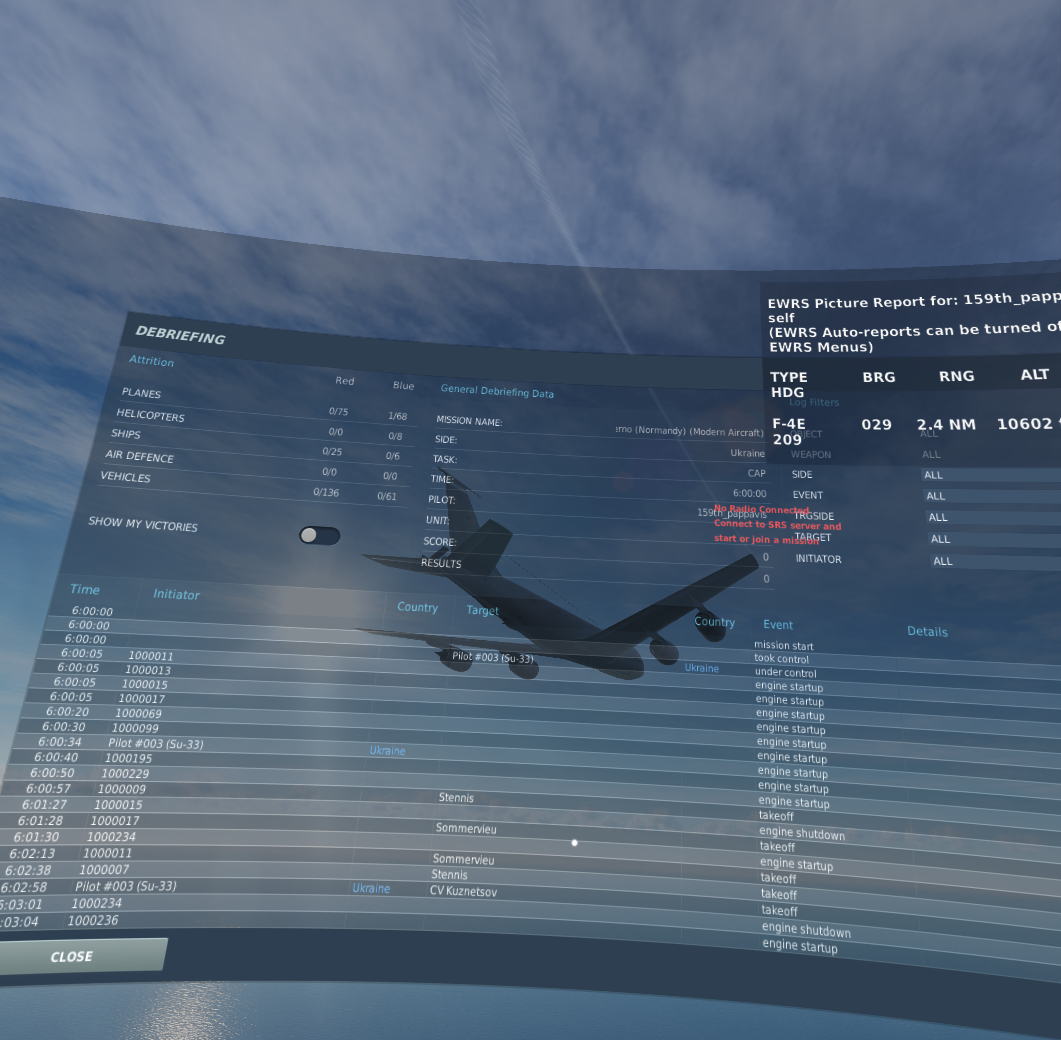 EWRS Picture Report for: 159th_papp
self
(EWRS Auto-reports can be turned of
EWRS Menus)
TYPE BRG RNG ALT
HDG
F-4E 029 2.4 NM 10602
209
DEBRIEFING
Attrition
Red Blue
PLANES 0/75 1/68
HELICOPTERS 0/0 0/8
SHIPS 0/25 0/6
AIR DEFENCE 0/0 0/0
VEHICLES 0/136 0/61
SHOW MY VICTORIES
General Debriefing Data
MISSION NAME: emo (Normandy) (Modern Aircraft)
SIDE: Ukraine
TASK: CAP
TIME: 6:00:00
PILOT: 159th_pappavis
UNIT:
SCORE: 0
RESULTS 0
No Radio Connected
Connect to SRS server and
start or join a mission
Log Filters
OBJECT ALL
WEAPON ALL
SIDE ALL
EVENT ALL
TRGSIDE ALL
TARGET ALL
INITIATOR ALL
Time Initiator Country Target Country Event Details
6:00:00 mission start
6:00:00 took control
6:00:00 Pilot #003 (Su-33) Ukraine under control
6:00:05 1000011 engine startup
6:00:05 1000013 engine startup
6:00:05 1000015 engine startup
6:00:05 1000017 engine startup
6:00:20 1000069 engine startup
6:00:30 1000099 engine startup
6:00:34 Pilot #003 (Su-33) Ukraine engine startup
6:00:40 1000195 engine startup
6:00:50 1000229 engine startup
6:00:57 1000009 Stennis takeoff
6:01:27 1000015 engine shutdown
6:01:28 1000017 Sommervieu takeoff
6:01:30 1000234 engine startup
6:02:13 1000011 Sommervieu takeoff
6:02:38 1000007 Stennis takeoff
6:02:58 Pilot #003 (Su-33) Ukraine CV Kuznetsov takeoff
6:03:01 1000234 engine shutdown
:03:04 1000236 engine startup
CLOSE